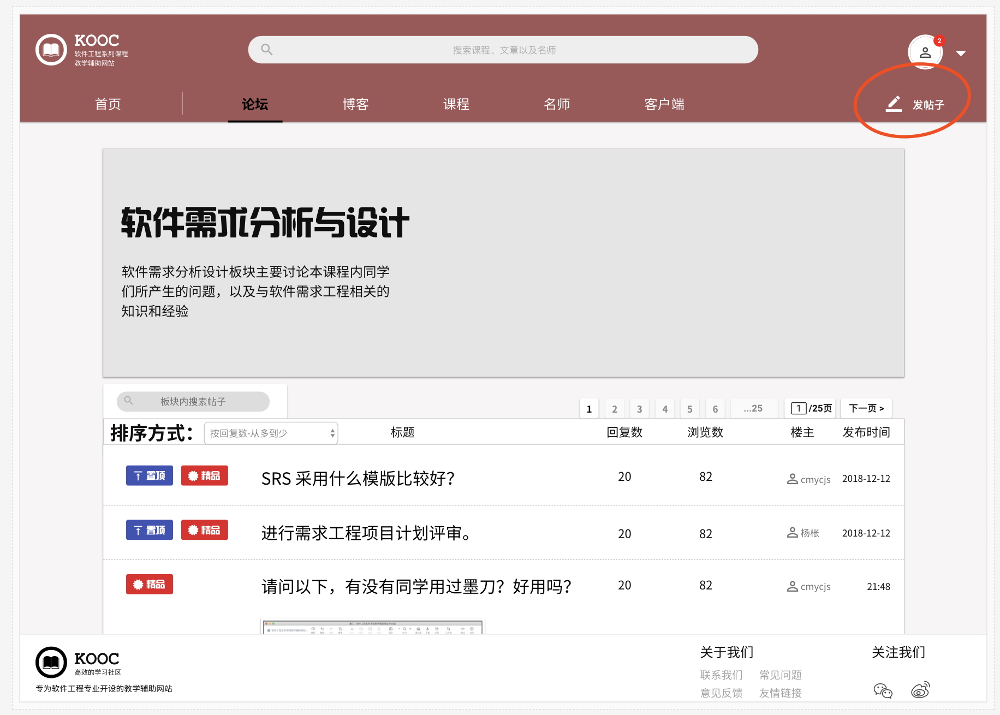 KOOC
软件工程系列课程
教学辅助网站
搜索课程、文章以及名师
2
首页
论坛
博客
课程
名师
客户端
发帖子
软件需求分析与设计
软件需求分析设计板块主要讨论本课程内同学
们所产生的问题，以及与软件需求工程相关的
知识和经验
板块内搜索帖子
1 2 3 4 5 6 ...25 1 /25页 下一页 >
排序方式： 按回复数-从多到少 标题 回复数 浏览数 楼主 发布时间
置顶 精品 SRS 采用什么模版比较好？ 20 82 cmycjs 2018-12-12
置顶 精品 进行需求工程项目计划评审。 20 82 杨枨 2018-12-12
精品 请问以下，有没有同学用过墨刀？好用吗？ 20 82 cmycjs 21:48
KOOC
高效的学习社区
专为软件工程专业开设的教学辅助网站
关于我们
联系我们 常见问题
意见反馈 友情链接
关注我们